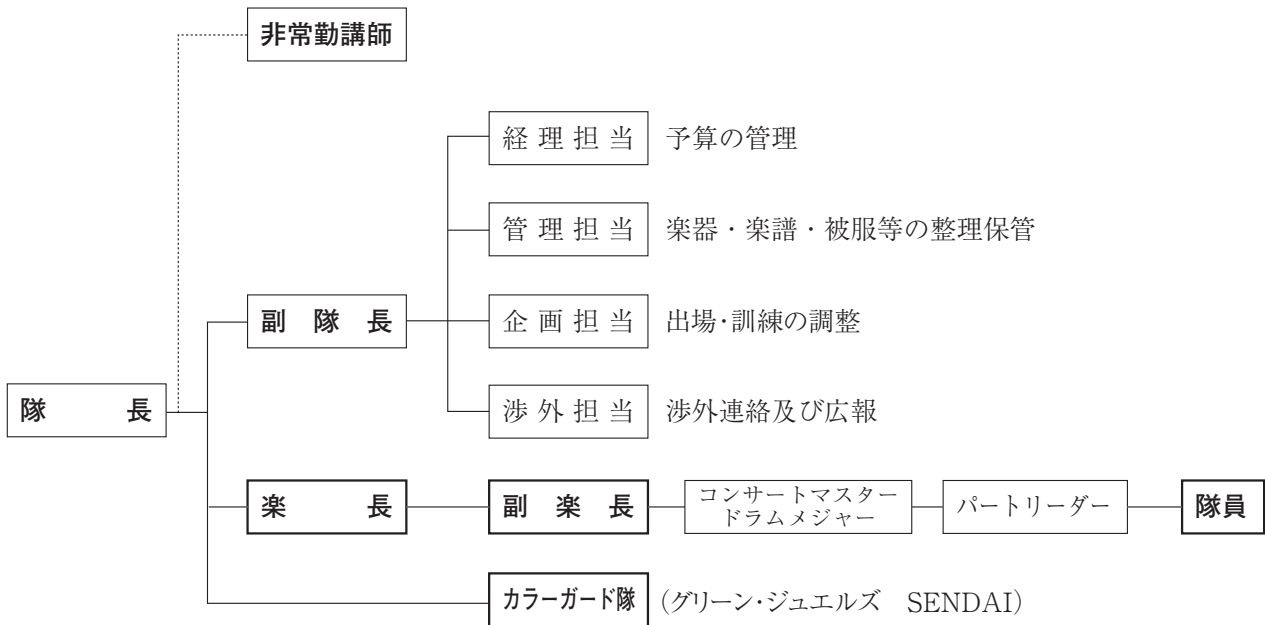 非常勤講師
経理担当 予算の管理
管理担当 楽器・楽譜・被服等の整理保管
副隊長
企画担当 出場・訓練の調整
隊長
渉外担当 渉外連絡及び広報
楽長
副楽長
コンサートマスター
ドラムメジャー
パートリーダー
隊員
カラーガード隊 (グリーン・ジュエルズ SENDAI)